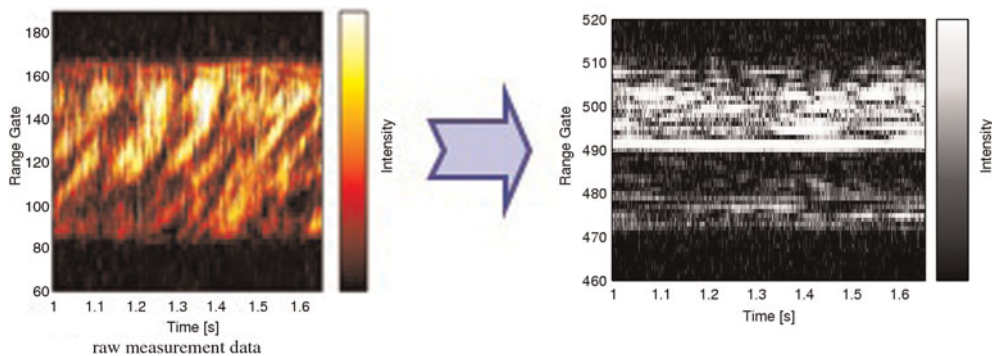 180
160
140
120
100
80
60
Range Gate
1 1.1 1.2 1.3 1.4 1.5 1.6
Time [s]
Intensity
raw measurement data
520
510
500
490
480
470
460
Range Gate
1 1.1 1.2 1.3 1.4 1.5 1.6
Time [s]
Intensity